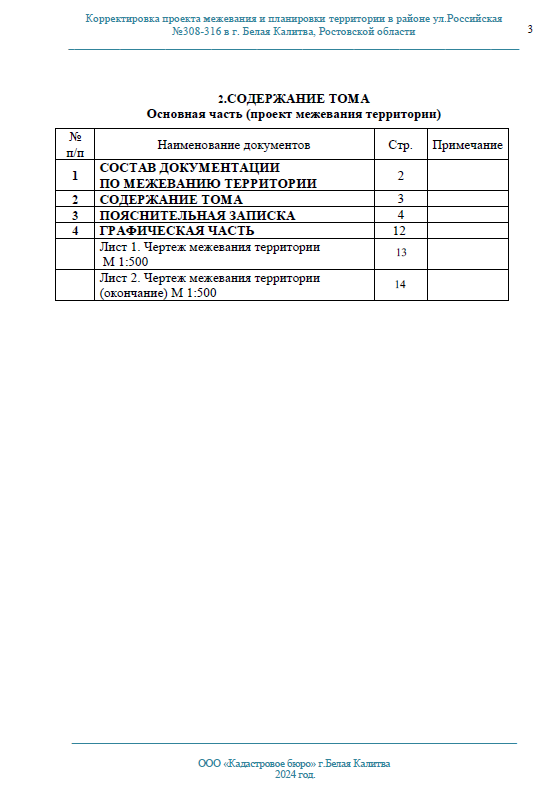 Корректировка проекта межевания и планировки территории в районе ул.Российская
№308-316 в г. Белая Калитва, Ростовской области
3
2.СОДЕРЖАНИЕ ТОМА
Основная часть (проект межевания территории)
№ п/п Наименование документов Стр. Примечание
1 СОСТАВ ДОКУМЕНТАЦИИ
ПО МЕЖЕВАНИЮ ТЕРРИТОРИИ 2
2 СОДЕРЖАНИЕ ТОМА 3
3 ПОЯСНИТЕЛЬНАЯ ЗАПИСКА 4
4 ГРАФИЧЕСКАЯ ЧАСТЬ 12
Лист 1. Чертеж межевания территории
М 1:500 13
Лист 2. Чертеж межевания территории
(окончание) М 1:500 14
ООО «Кадастровое бюро» г.Белая Калитва
2024 год.